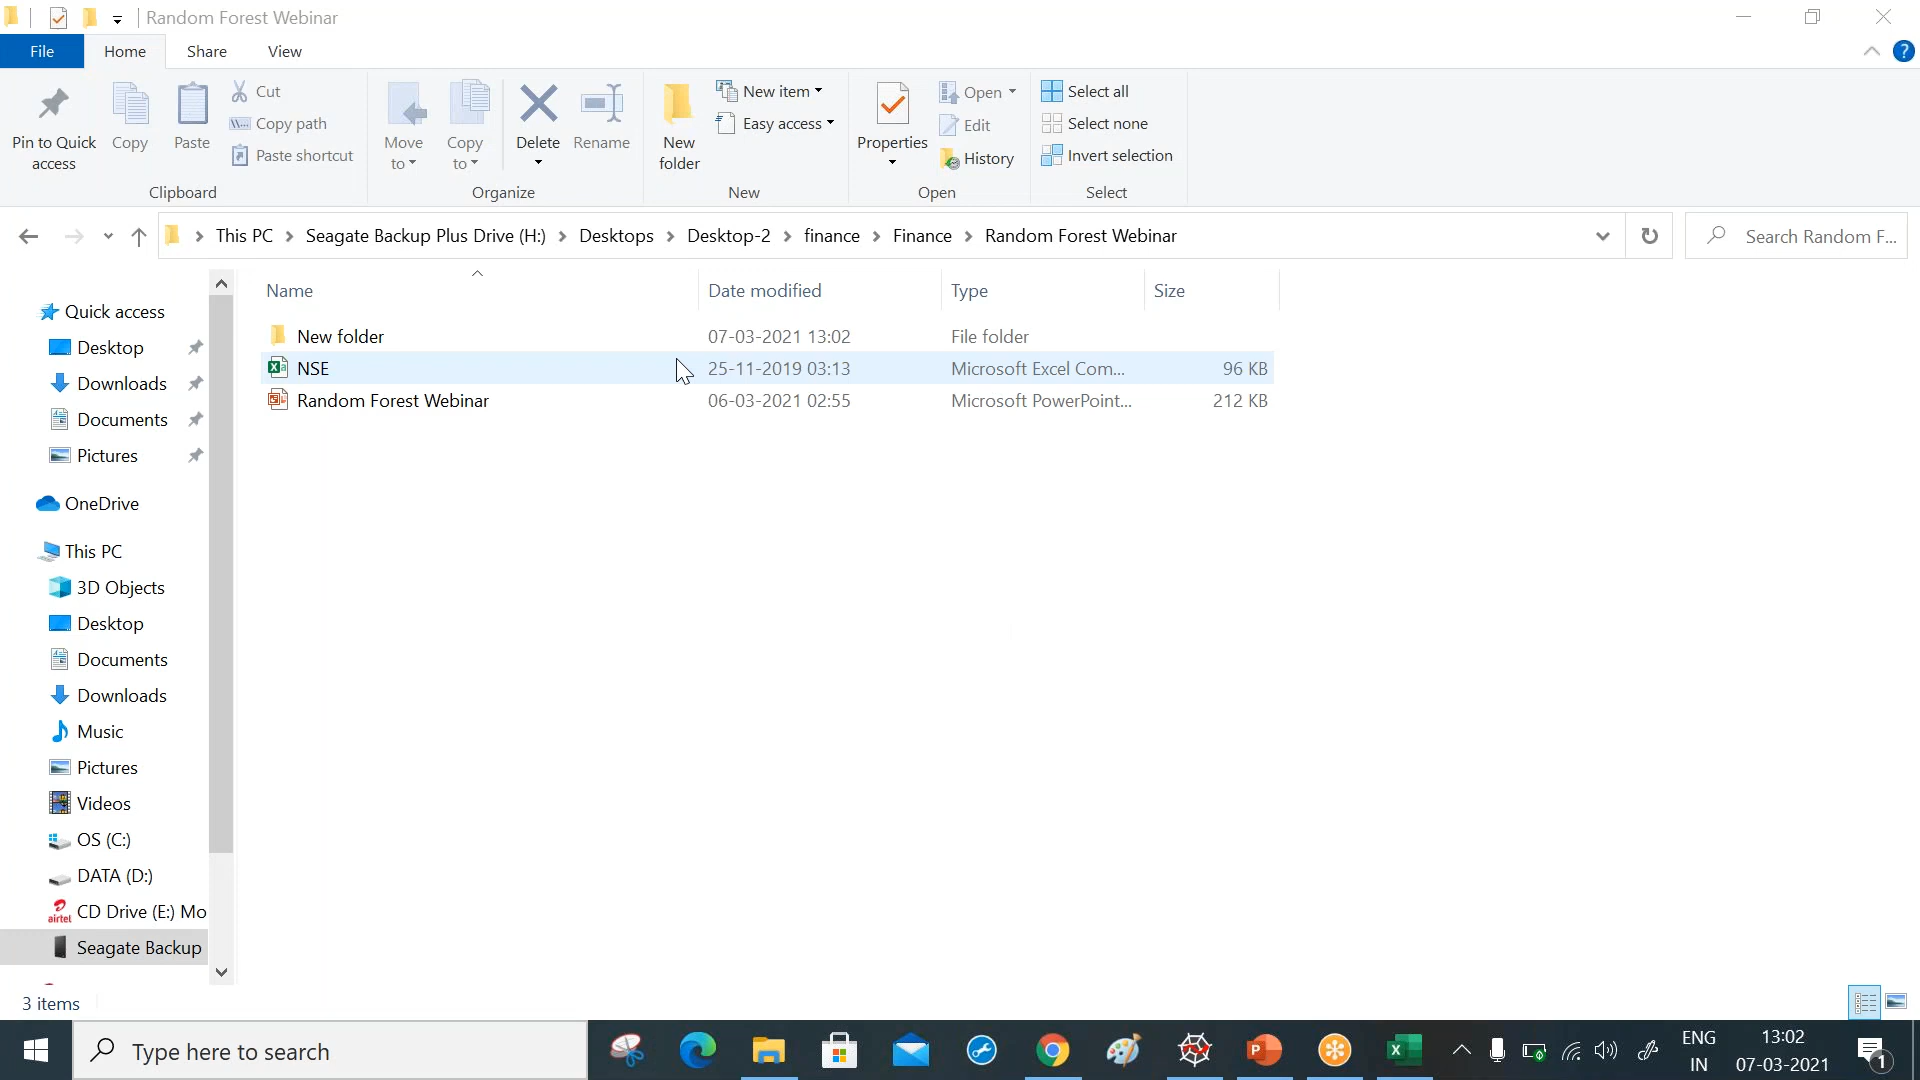 Random Forest Webinar
File Home Share View
Pin to Quick access
Copy
Paste
Cut
Copy path
Paste shortcut
Clipboard
Move to
Copy to
Delete
Rename
Organize
New folder
New item
Easy access
New
Properties
Open
Edit
History
Open
Select all
Select none
Invert selection
Select
This PC Seagate Backup Plus Drive (H:) Desktops Desktop-2 finance Finance Random Forest Webinar
Search Random F...
Name Date modified Type Size
New folder 07-03-2021 13:02 File folder
NSE 25-11-2019 03:13 Microsoft Excel Com... 96 KB
Random Forest Webinar 06-03-2021 02:55 Microsoft PowerPoint... 212 KB
Quick access
Desktop
Downloads
Documents
Pictures
OneDrive
This PC
3D Objects
Desktop
Documents
Downloads
Music
Pictures
Videos
OS (C:)
DATA (D:)
airtel CD Drive (E:) Mo
Seagate Backup
3 items
Type here to search
ENG
IN
13:02
07-03-2021
1